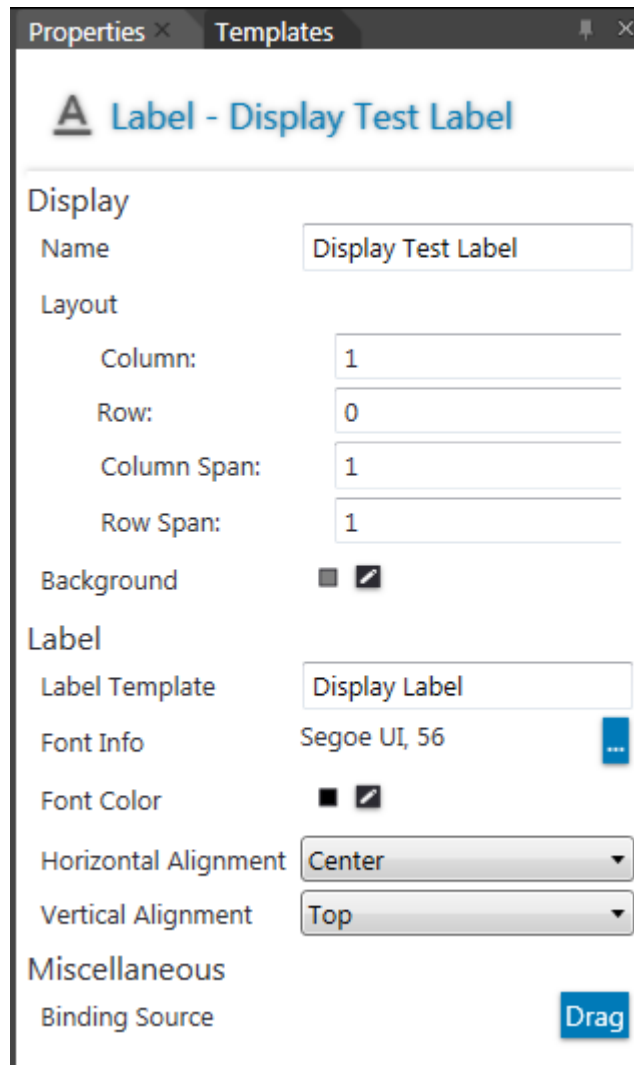 Properties Templates
A Label - Display Test Label
Display
Name Display Test Label
Layout
Column: 1
Row: 0
Column Span: 1
Row Span: 1
Background
Label
Label Template Display Label
Font Info Segoe UI, 56 ...
Font Color
Horizontal Alignment Center
Vertical Alignment Top
Miscellaneous
Binding Source Drag